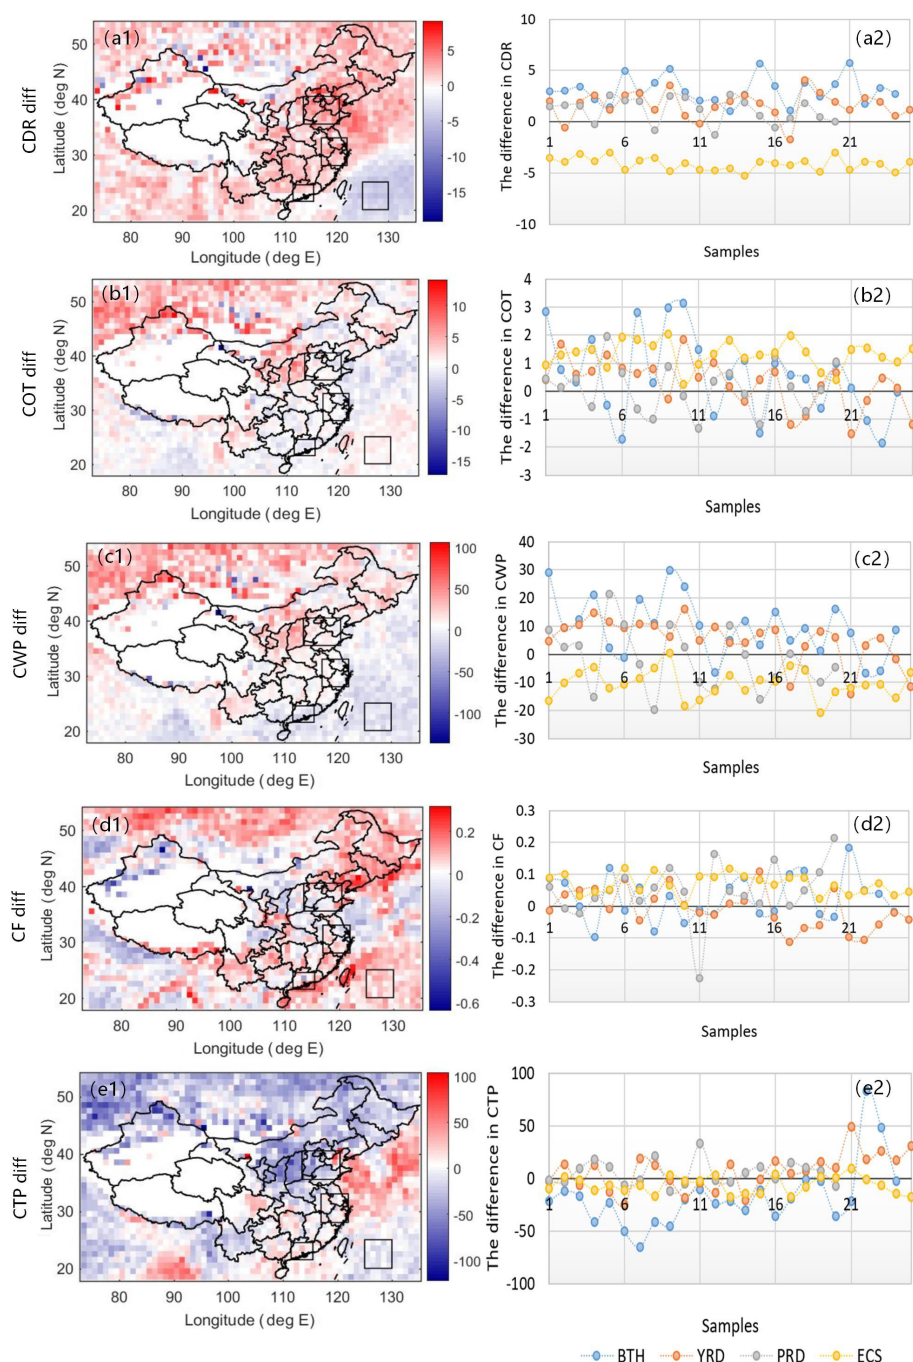 (a1)
CDR diff
Latitude (deg N)
50
40
30
20
80 90 100 110 120 130
Longitude (deg E)
5
0
-5
-10
-15
(a2)
The difference in CDR
10
5
0
-5
-10
1 6 11 16 21
Samples
(b1)
COT diff
Latitude (deg N)
50
40
30
20
80 90 100 110 120 130
Longitude (deg E)
10
5
0
-5
-10
-15
(b2)
The difference in COT
4
3
2
1
0
-1
-2
-3
1 6 11 16 21
Samples
(c1)
CWP diff
Latitude (deg N)
50
40
30
20
80 90 100 110 120 130
Longitude (deg E)
100
50
0
-50
-100
(c2)
The difference in CWP
40
30
20
10
0
-10
-20
-30
1 6 11 16 21
Samples
(d1)
CF diff
Latitude (deg N)
50
40
30
20
80 90 100 110 120 130
Longitude (deg E)
0.2
0
-0.2
-0.4
-0.6
(d2)
The difference in CF
0.3
0.2
0.1
0
-0.1
-0.2
-0.3
1 6 11 16 21
Samples
(e1)
CTP diff
Latitude (deg N)
50
40
30
20
80 90 100 110 120 130
Longitude (deg E)
100
50
0
-50
-100
(e2)
The difference in CTP
100
50
0
-50
-100
1 6 11 16 21
Samples
BTH YRD PRD ECS